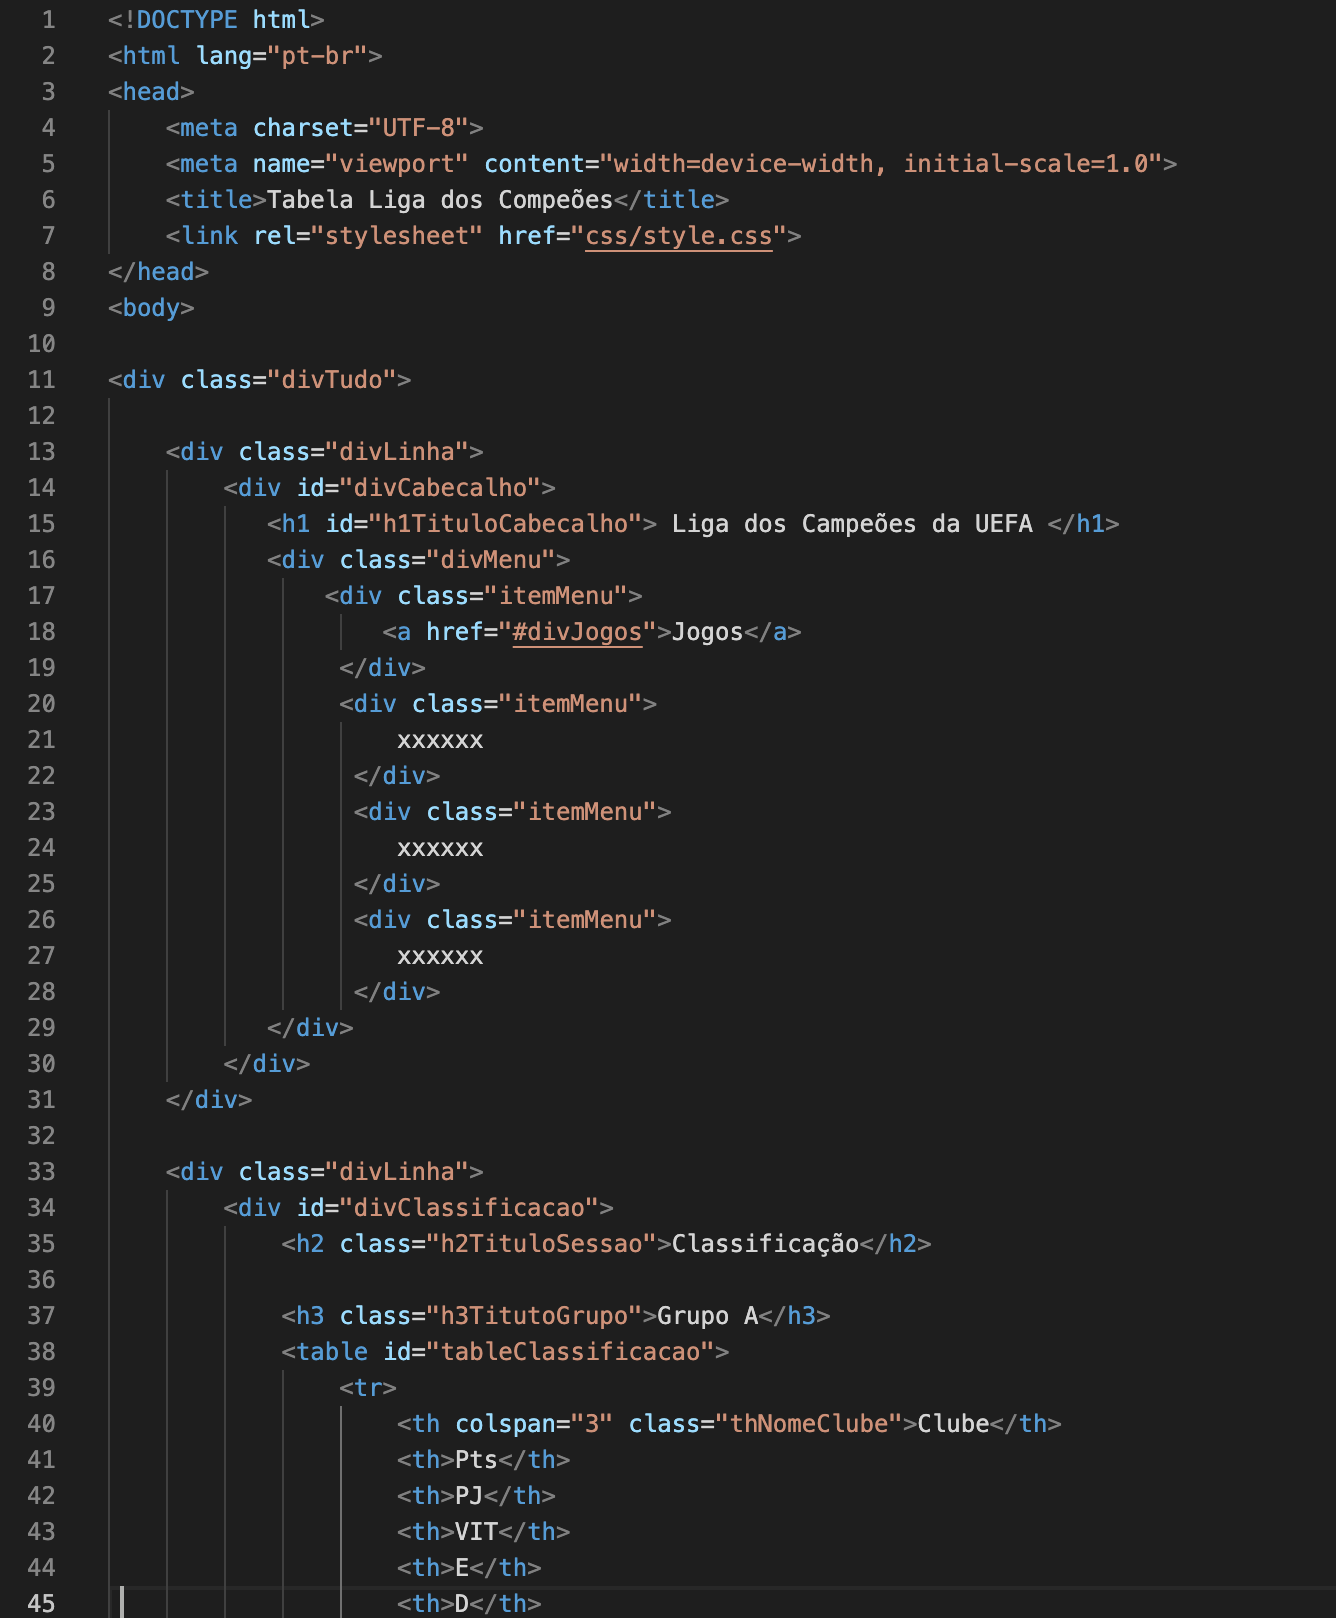 1 <!DOCTYPE html>
2 <html lang="pt-br">
3 <head>
4     <meta charset="UTF-8">
5     <meta name="viewport" content="width=device-width, initial-scale=1.0">
6     <title>Tabela Liga dos Compeões</title>
7     <link rel="stylesheet" href="css/style.css">
8 </head>
9 <body>
10
11 <div class="divTudo">
12
13     <div class="divLinha">
14         <div id="divCabecalho">
15            <h1 id="h1TituloCabecalho"> Liga dos Campeões da UEFA </h1>
16            <div class="divMenu">
17                <div class="itemMenu">
18                    <a href="#divJogos">Jogos</a>
19                 </div>
20                 <div class="itemMenu">
21                     xxxxxx
22                  </div>
23                  <div class="itemMenu">
24                     xxxxxx
25                  </div>
26                  <div class="itemMenu">
27                     xxxxxx
28                  </div>
29            </div>
30         </div>
31     </div>
32
33     <div class="divLinha">
34         <div id="divClassificacao">
35             <h2 class="h2TituloSessao">Classificação</h2>
36
37             <h3 class="h3TitutoGrupo">Grupo A</h3>
38             <table id="tableClassificacao">
39                 <tr>
40                     <th colspan="3" class="thNomeClube">Clube</th>
41                     <th>Pts</th>
42                     <th>PJ</th>
43                     <th>VIT</th>
44                     <th>E</th>
45                     <th>D</th>